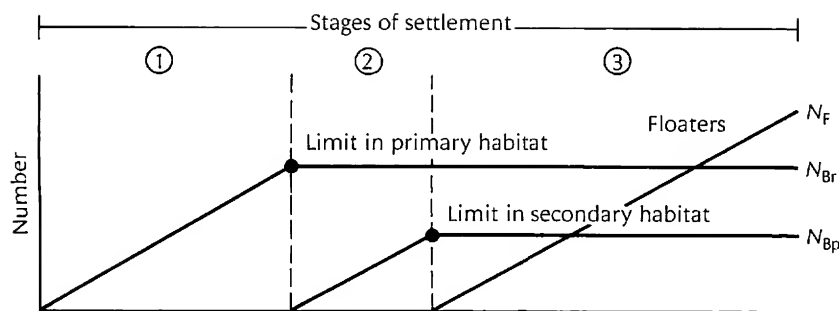 Stages of settlement
① ② ③
Number
Floaters
N_F
Limit in primary habitat
N_Br
Limit in secondary habitat
N_Bp